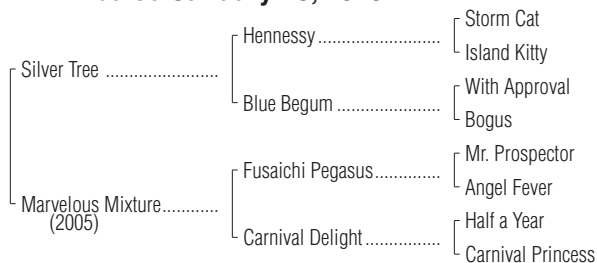 Storm Cat
Hennessy
Island Kitty
Silver Tree
With Approval
Blue Begum
Bogus
Mr. Prospector
Fusaichi Pegasus
Angel Fever
Marvelous Mixture
(2005)
Half a Year
Carnival Delight
Carnival Princess